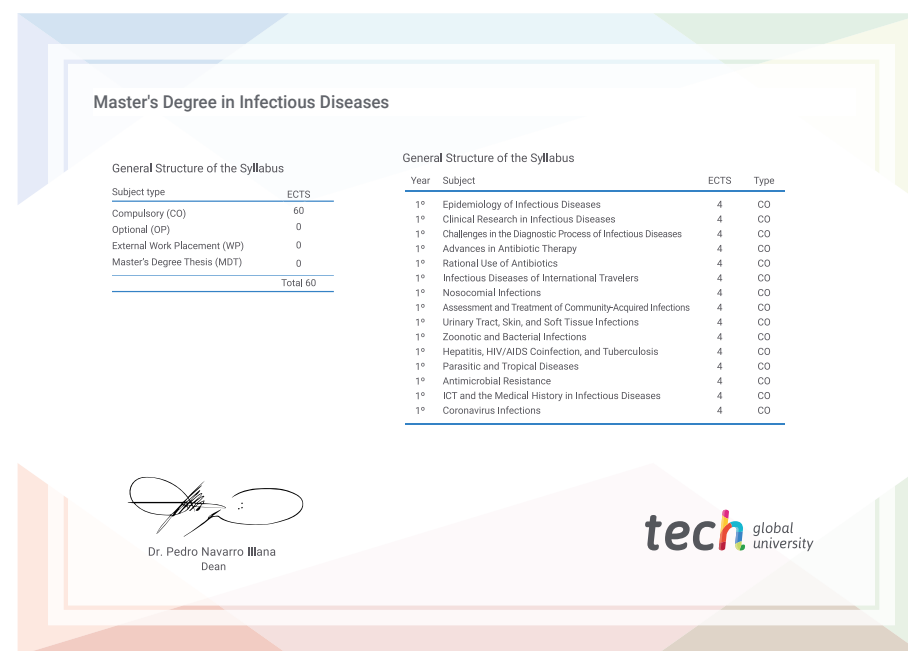 Master's Degree in Infectious Diseases
General Structure of the Syllabus
Subject type ECTS
Compulsory (CO) 60
Optional (OP) 0
External Work Placement (WP) 0
Master's Degree Thesis (MDT) 0
Total 60
General Structure of the Syllabus
Year Subject ECTS Type
1º Epidemiology of Infectious Diseases 4 CO
1º Clinical Research in Infectious Diseases 4 CO
1º Challenges in the Diagnostic Process of Infectious Diseases 4 CO
1º Advances in Antibiotic Therapy 4 CO
1º Rational Use of Antibiotics 4 CO
1º Infectious Diseases of International Travelers 4 CO
1º Nosocomial Infections 4 CO
1º Assessment and Treatment of Community-Acquired Infections 4 CO
1º Urinary Tract, Skin, and Soft Tissue Infections 4 CO
1º Zoonotic and Bacterial Infections 4 CO
1º Hepatitis, HIV/AIDS Coinfection, and Tuberculosis 4 CO
1º Parasitic and Tropical Diseases 4 CO
1º Antimicrobial Resistance 4 CO
1º ICT and the Medical History in Infectious Diseases 4 CO
1º Coronavirus Infections 4 CO
Dr. Pedro Navarro Illana
Dean
tech global
university